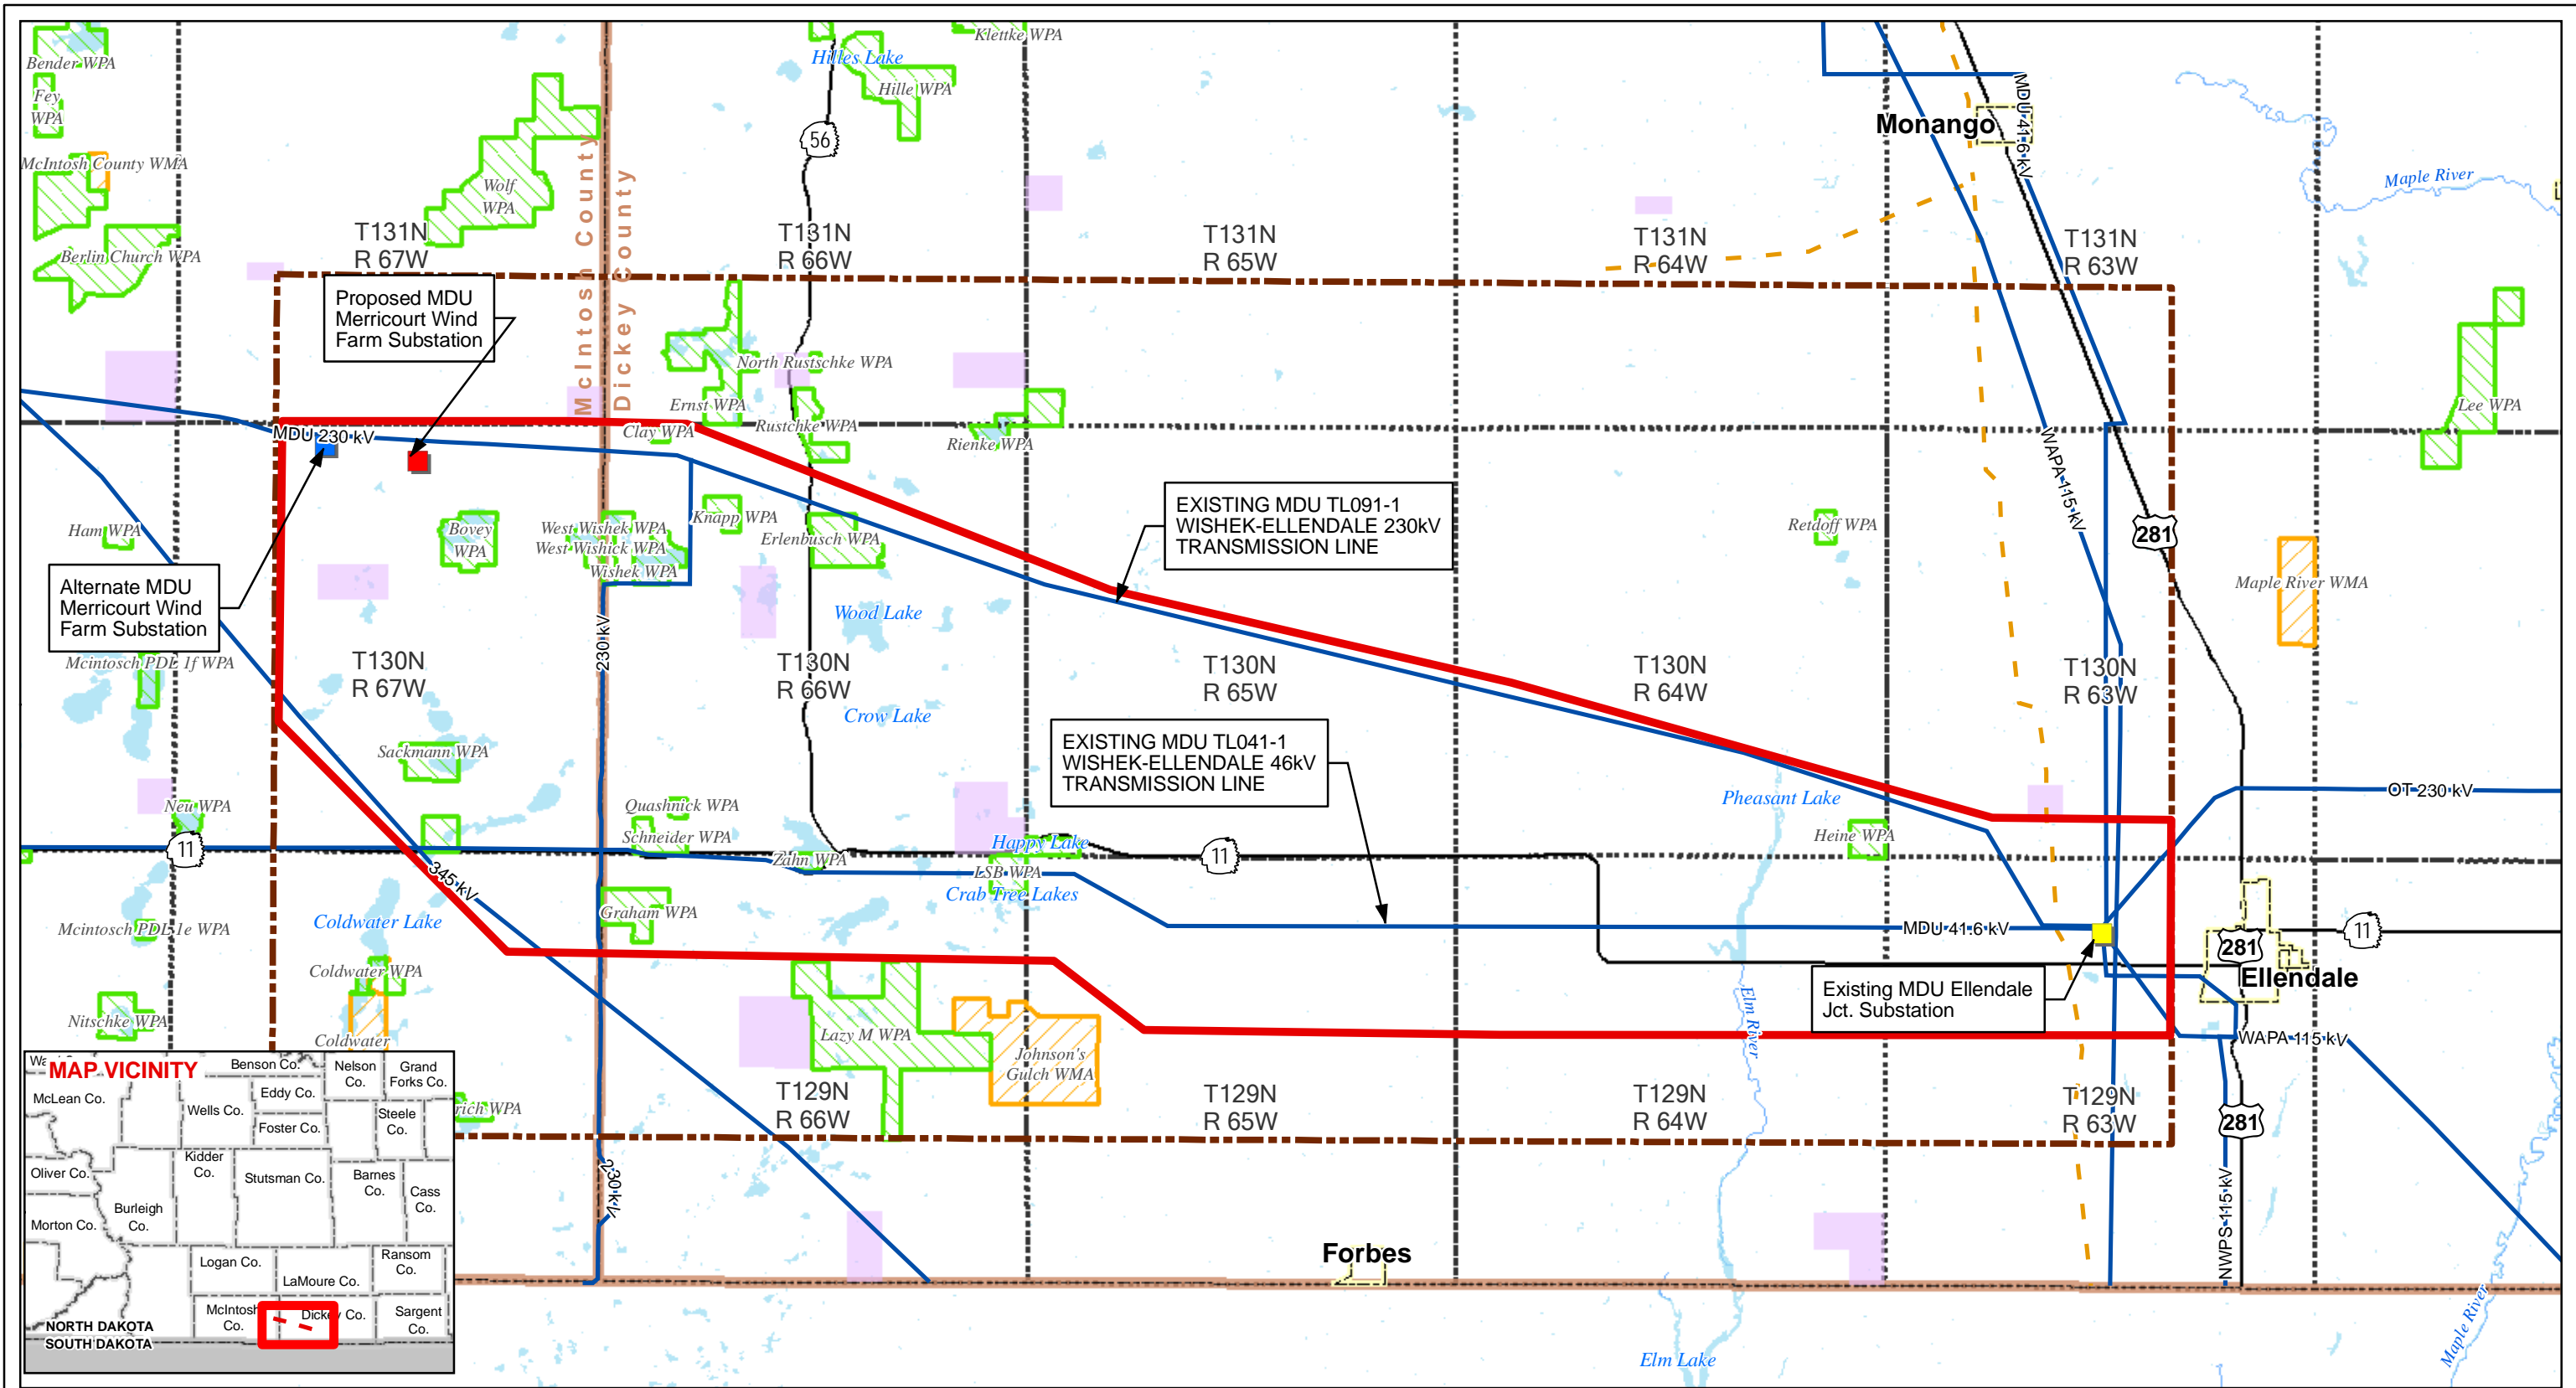 Klettke WPA
Hilles Lake
Bender WPA
Hille WPA
Fey
WPA
MDU 41.6 kV
Monango
56
McIntosh County WMA
Wolf
WPA
Maple River
McIntosh County
Dickey County
T131N
R 67W
T131N
R 66W
T131N
R 65W
T131N
R 64W
T131N
R 63W
Berlin Church WPA
Proposed MDU
Merricourt Wind
Farm Substation
North Rustschke WPA
Ernst WPA
Lee WPA
Rustchke WPA
Clay WPA
MDU 230 kV
Rienke WPA
WAPA 115 kV
EXISTING MDU TL091-1
WISHEK-ELLENDALE 230kV
TRANSMISSION LINE
Knapp WPA
Ham WPA
Bovey
WPA
West Wishek WPA
West Wishick WPA
Wishek WPA
Erlenbusch WPA
Retdoff WPA
281
Maple River WMA
Alternate MDU
Merricourt Wind
Farm Substation
Wood Lake
230 kV
Mcintosch PDL 1f WPA
T130N
R 67W
T130N
R 66W
T130N
R 65W
T130N
R 64W
T130N
R 63W
Crow Lake
Sackmann WPA
EXISTING MDU TL041-1
WISHEK-ELLENDALE 46kV
TRANSMISSION LINE
OT 230 kV
Pheasant Lake
Neu WPA
Quashnick WPA
Schneider WPA
Heine WPA
Happy Lake
11
11
Zahn WPA
LSB WPA
345 kV
Crab Tree Lakes
Graham WPA
Coldwater Lake
Mcintosch PDL 1e WPA
MDU 41.6 kV
11
281
Ellendale
Coldwater WPA
Existing MDU Ellendale
Jct. Substation
Nitschke WPA
Lazy M WPA
Elm River
Coldwater
Johnson's
Gulch WMA
WAPA 115 kV
T129N
R 66W
T129N
R 65W
T129N
R 64W
T129N
R 63W
rich WPA
281
230 kV
NWPS 115 kV
Forbes
Maple River
Elm Lake
MAP VICINITY
Benson Co.
Nelson
Co.
Grand
Forks Co.
McLean Co.
Wells Co.
Eddy Co.
Foster Co.
Steele
Co.
Oliver Co.
Kidder
Co.
Stutsman Co.
Barnes
Co.
Cass
Co.
Morton Co.
Burleigh
Co.
Logan Co.
LaMoure Co.
Ransom
Co.
McIntosh
Co.
Dickey Co.
Sargent
Co.
NORTH DAKOTA
SOUTH DAKOTA